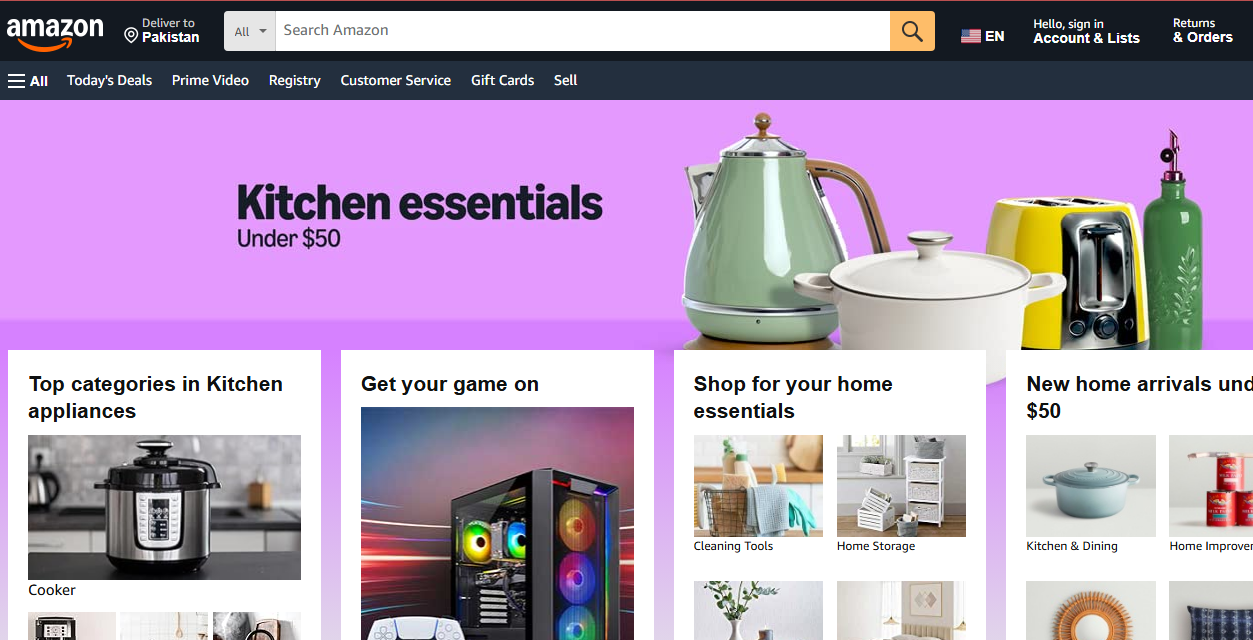 amazon
Deliver to
Pakistan
All
Search Amazon
EN
Hello, sign in
Account & Lists
Returns
& Orders
All
Today's Deals
Prime Video
Registry
Customer Service
Gift Cards
Sell
Kitchen essentials
Under $50
Top categories in Kitchen
appliances
Get your game on
Shop for your home
essentials
New home arrivals und
$50
Cooker
Cleaning Tools
Home Storage
Kitchen & Dining
Home Improver